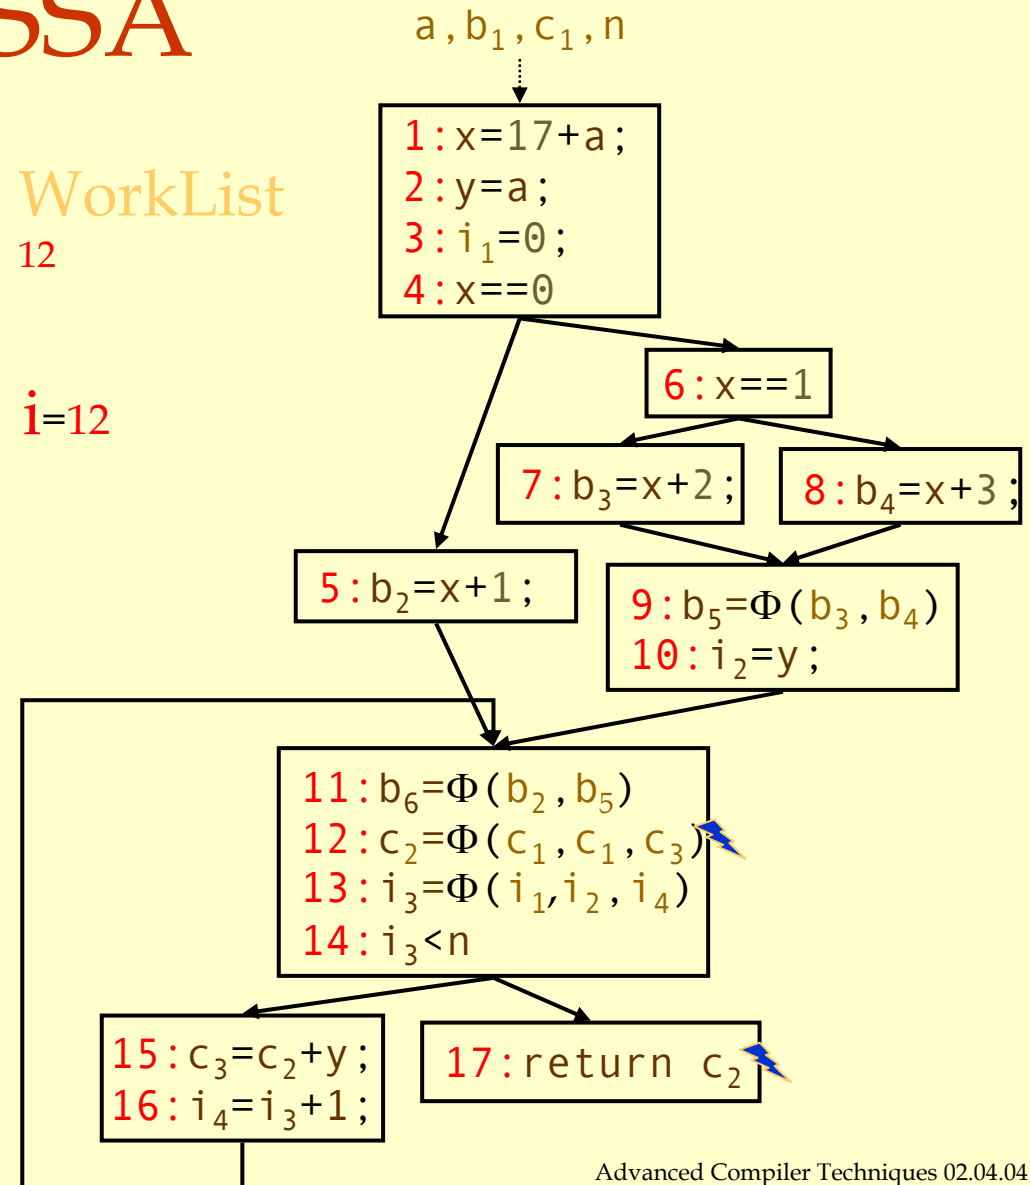 SSA
a,b₁,c₁,n
1:x=17+a;
2:y=a;
3:i₁=0;
4:x==0
WorkList
12
i=12
6:x==1
7:b₃=x+2;
8:b₄=x+3;
5:b₂=x+1;
9:b₅=Φ(b₃,b₄)
10:i₂=y;
11:b₆=Φ(b₂,b₅)
12:c₂=Φ(c₁,c₁,c₃)
13:i₃=Φ(i₁,i₂,i₄)
14:i₃<n
15:c₃=c₂+y;
16:i₄=i₃+1;
17:return c₂
Advanced Compiler Techniques 02.04.04